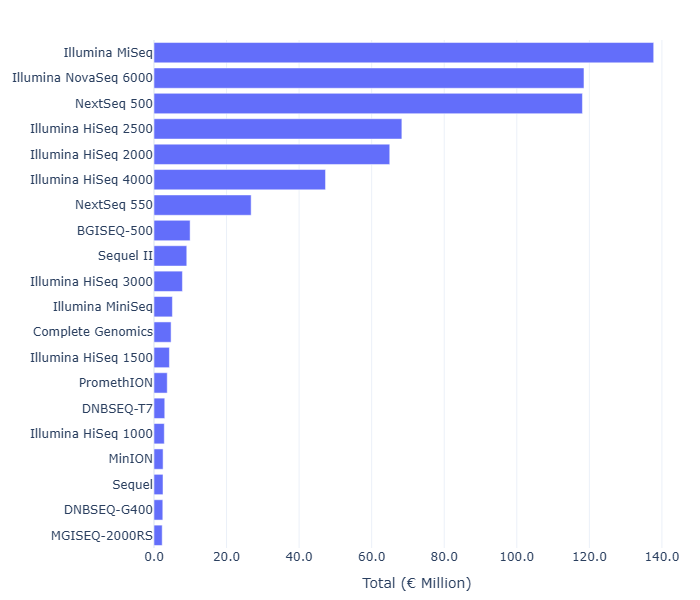 Illumina MiSeq
Illumina NovaSeq 6000
NextSeq 500
Illumina HiSeq 2500
Illumina HiSeq 2000
Illumina HiSeq 4000
NextSeq 550
BGISEQ-500
Sequel II
Illumina HiSeq 3000
Illumina MiniSeq
Complete Genomics
Illumina HiSeq 1500
PromethION
DNBSEQ-T7
Illumina HiSeq 1000
MinION
Sequel
DNBSEQ-G400
MGISEQ-2000RS
0.0 20.0 40.0 60.0 80.0 100.0 120.0 140.0
Total (€ Million)